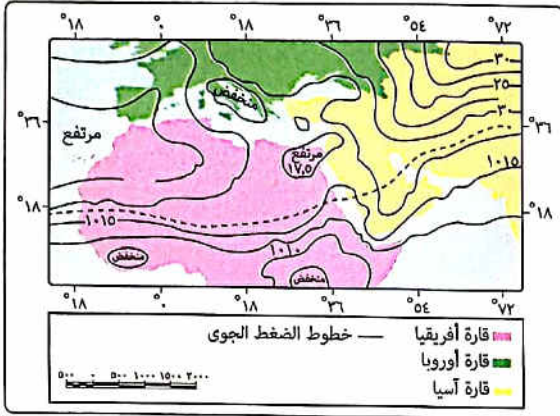 °١٨ °٠ °١٨ °٣٦ °٥٤ °٧٢
٣٠
٢٥
٣٠
منخفض
°٣٦ °٣٦
مرتفع
مرتفع
١٧,٥
١٠١٥
°١٨ °١٨
١٠١٥
١٠١٠
منخفض
منخفض
°١٨ °٠ °١٨ °٣٦ °٥٤ °٧٢
قارة أفريقيا
خطوط الضغط الجوى
قارة أوروبا
قارة آسيا
٥٠٠ ٠ ٥٠٠ ١٠٠٠ ١٥٠٠ ٢٠٠٠